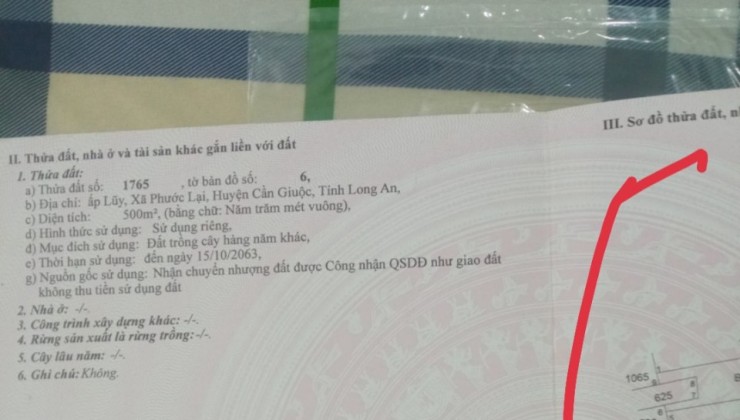 II. Thửa đất, nhà ở và tài sản khác gắn liền với đất
1. Thửa đất:
a) Thửa đất số: 1765 , tờ bản đồ số: 6,
b) Địa chỉ: ấp Lũy, Xã Phước Lại, Huyện Cần Giuộc, Tỉnh Long An,
c) Diện tích: 500m², (bằng chữ: Năm trăm mét vuông),
d) Hình thức sử dụng: Sử dụng riêng,
đ) Mục đích sử dụng: Đất trồng cây hàng năm khác,
e) Thời hạn sử dụng: đến ngày 15/10/2063,
g) Nguồn gốc sử dụng: Nhận chuyển nhượng đất được Công nhận QSDĐ như giao đất
không thu tiền sử dụng đất
2. Nhà ở: -/-.
3. Công trình xây dựng khác: -/-.
4. Rừng sản xuất là rừng trồng: -/-.
5. Cây lâu năm: -/-.
6. Ghi chú: Không.
III. Sơ đồ thửa đất,
1065
625